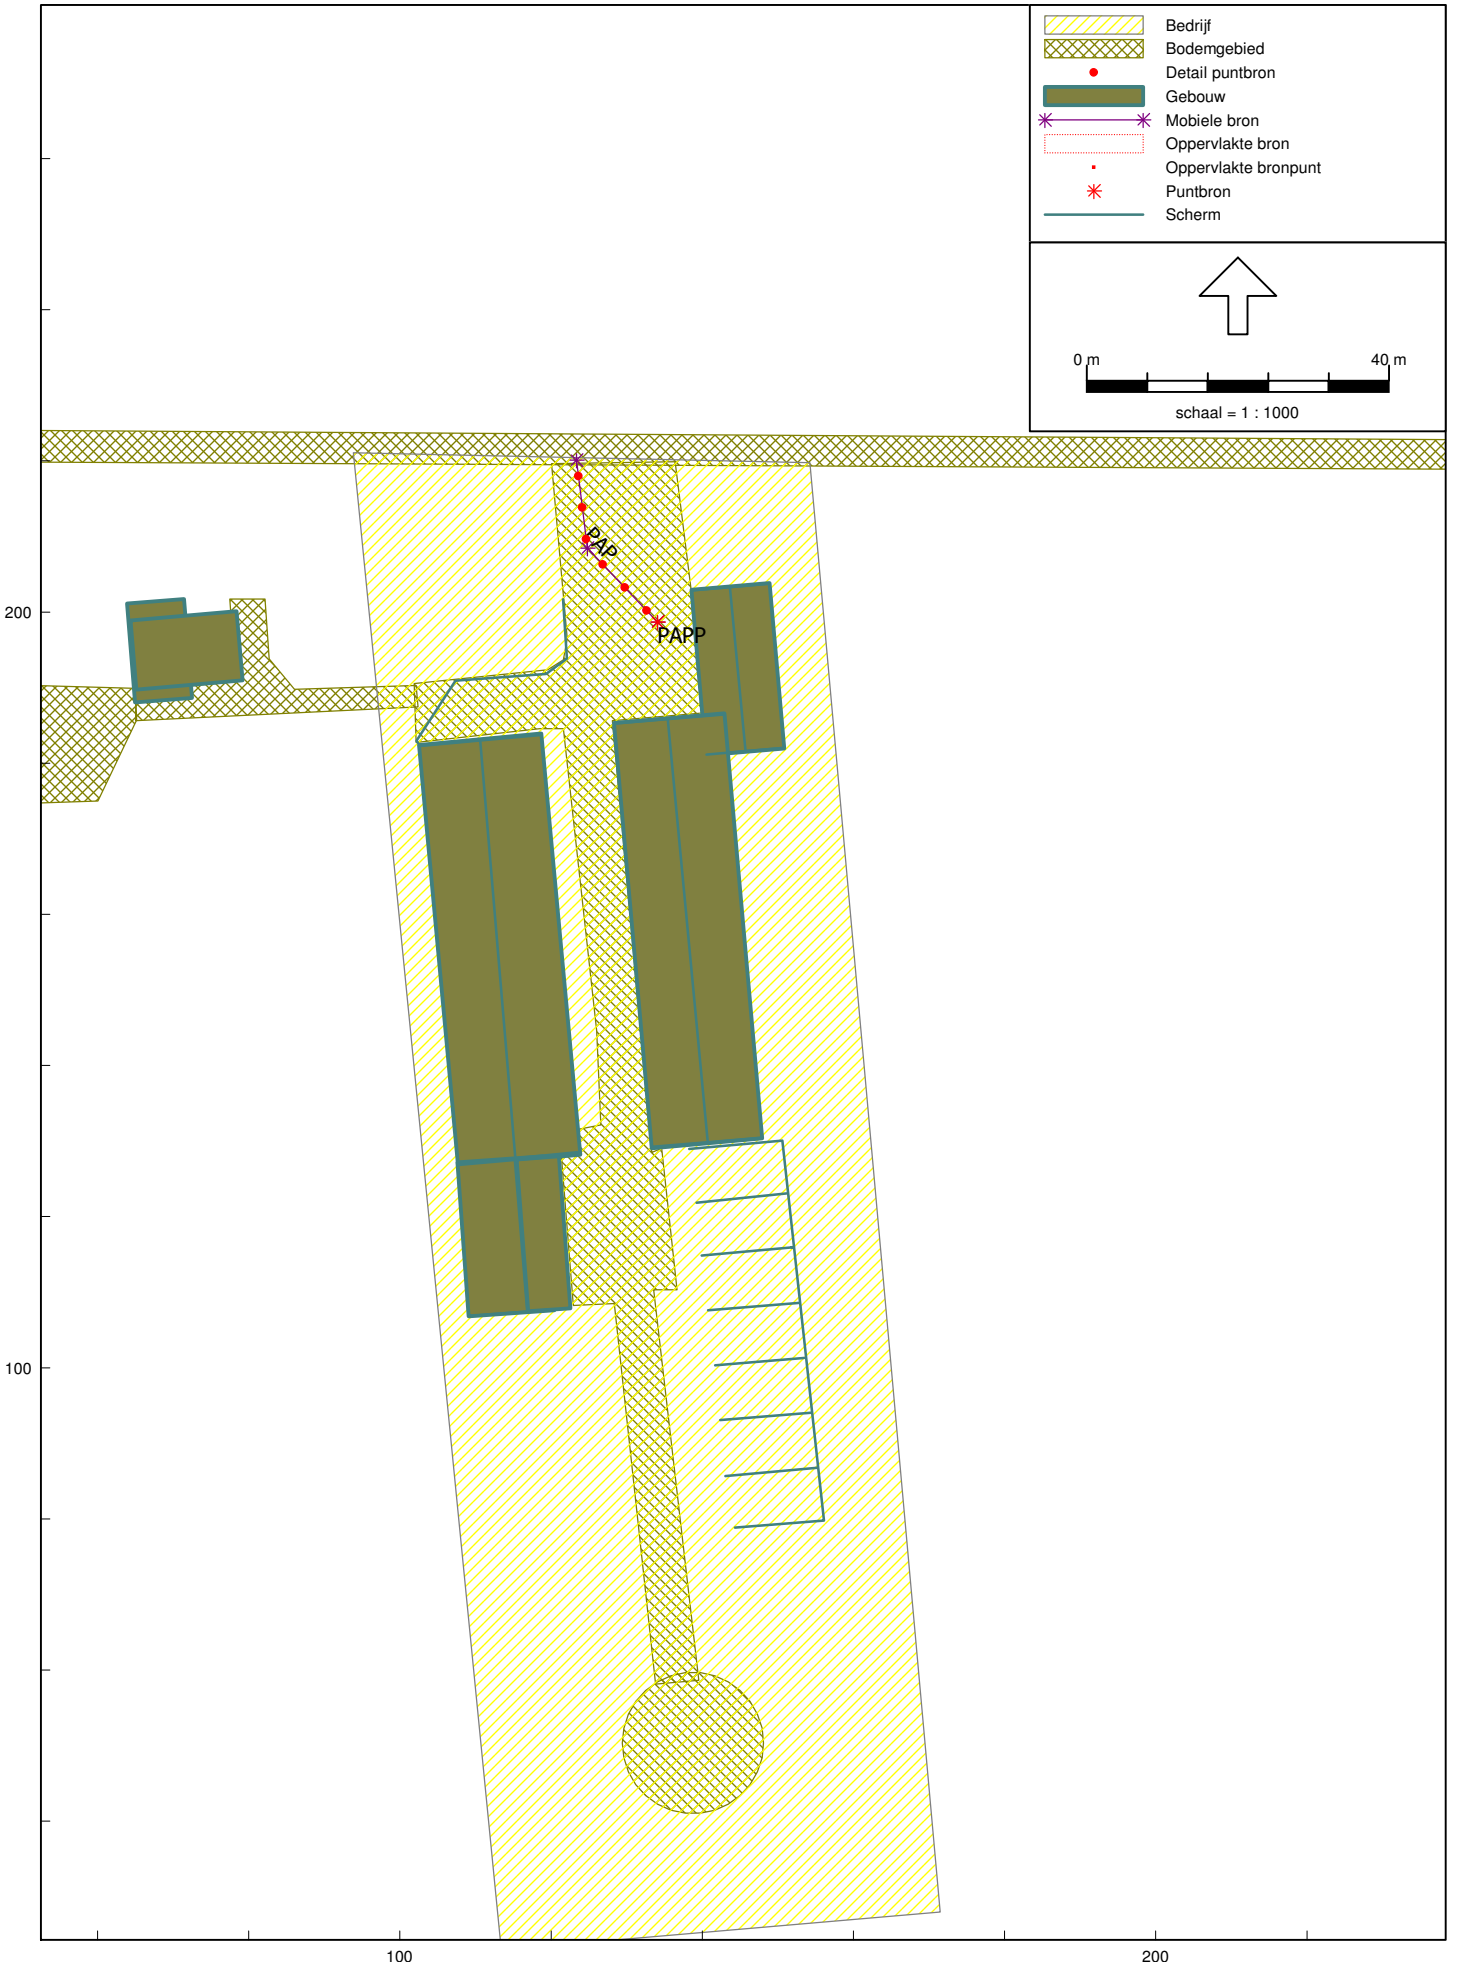 Bedrijf
Bodemgebied
Detail puntbron
Gebouw
Mobiele bron
Oppervlakte bron
Oppervlakte bronpunt
Puntbron
Scherm
0 m 40 m
schaal = 1 : 1000
PAP
PAPP
200
100
100 200